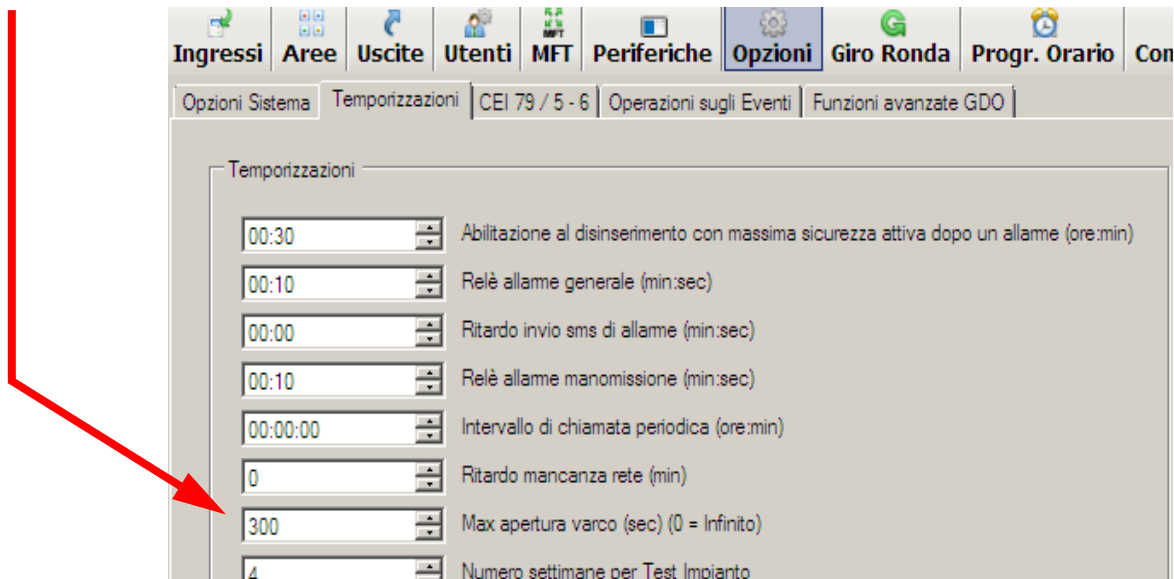 Ingressi Aree Uscite Utenti MFT Periferiche Opzioni Giro Ronda Progr. Orario Con
Opzioni Sistema Temporizzazioni CEI 79 / 5 - 6 Operazioni sugli Eventi Funzioni avanzate GDO
Temporizzazioni
00:30 Abilitazione al disinserimento con massima sicurezza attiva dopo un allarme (ore:min)
00:10 Relè allarme generale (min:sec)
00:00 Ritardo invio sms di allarme (min:sec)
00:10 Relè allarme manomissione (min:sec)
00:00:00 Intervallo di chiamata periodica (ore:min)
0 Ritardo mancanza rete (min)
300 Max apertura varco (sec) (0 = Infinito)
4 Numero settimane per Test Impianto